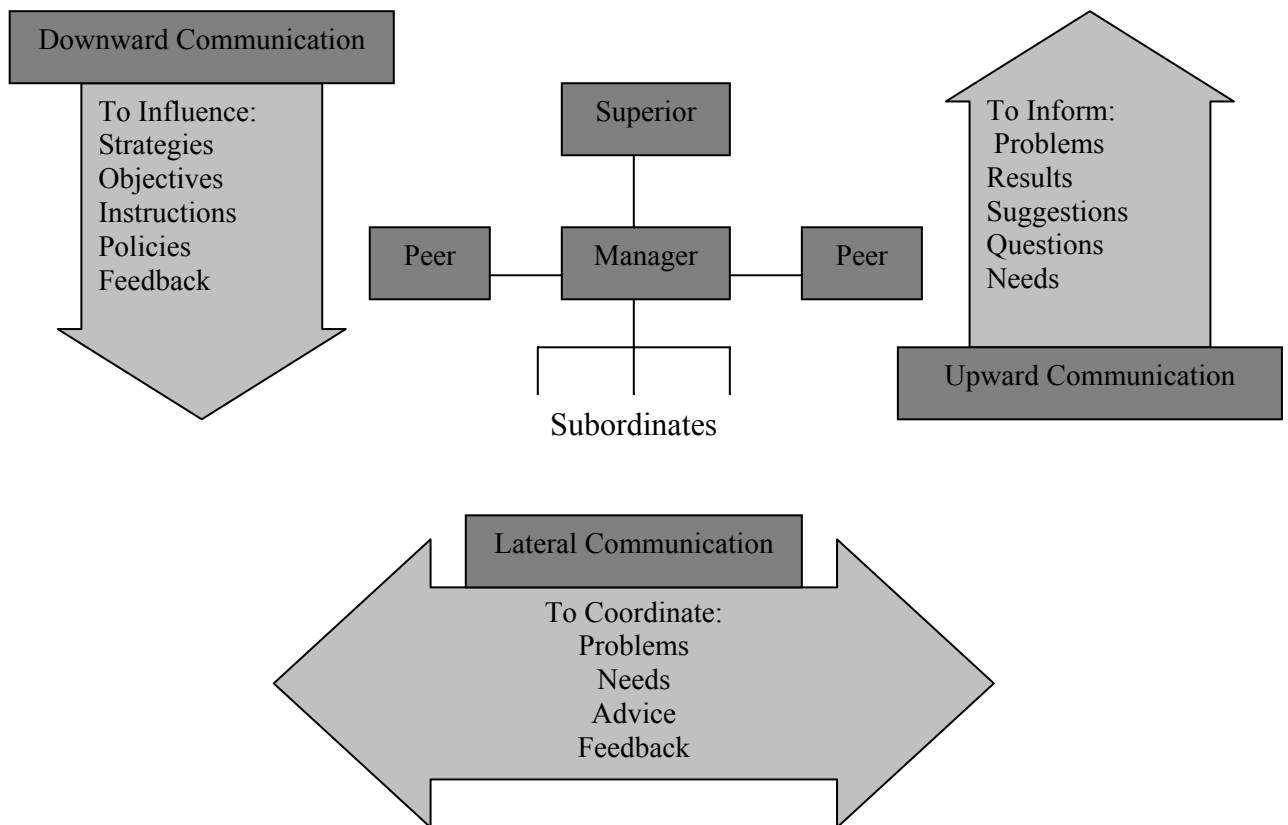 Downward Communication
To Influence:
Strategies
Objectives
Instructions
Policies
Feedback
Superior
Peer
Manager
Peer
Subordinates
To Inform:
Problems
Results
Suggestions
Questions
Needs
Upward Communication
Lateral Communication
To Coordinate:
Problems
Needs
Advice
Feedback